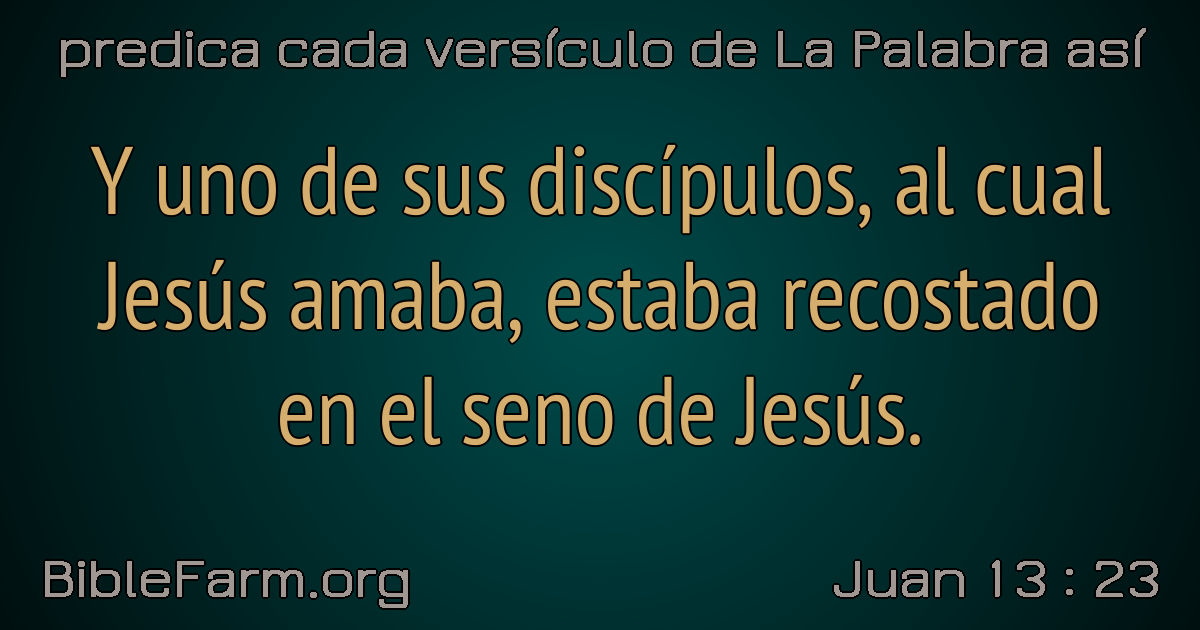 predica cada versículo de La Palabra así
Y uno de sus discípulos, al cual
Jesús amaba, estaba recostado
en el seno de Jesús.
BibleFarm.org
Juan 13 : 23